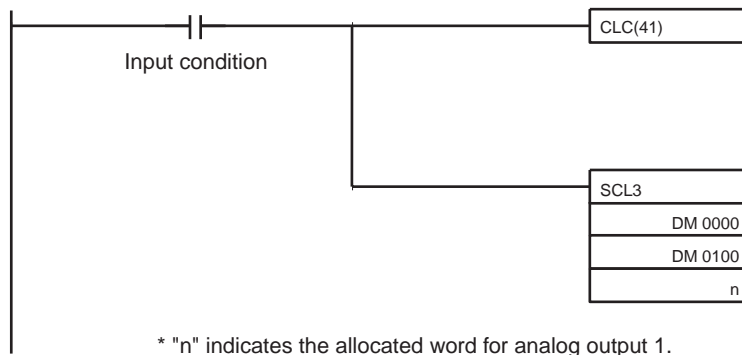 CLC(41)
Input condition
SCL3
DM 0000
DM 0100
n
* "n" indicates the allocated word for analog output 1.